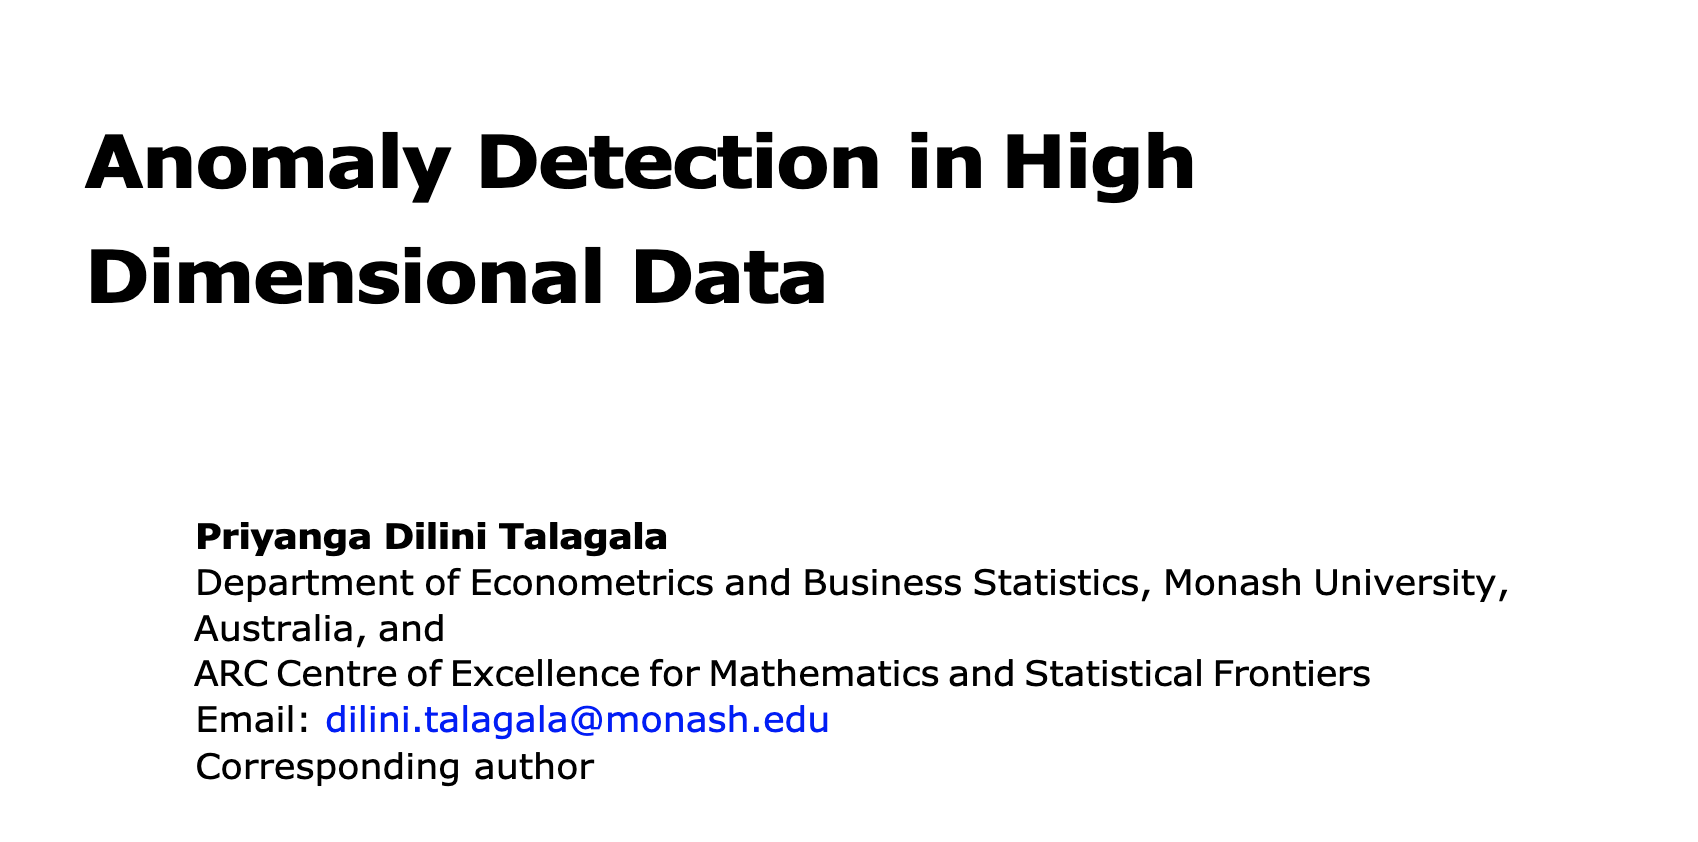 Anomaly Detection in High
Dimensional Data
Priyanga Dilini Talagala
Department of Econometrics and Business Statistics, Monash University,
Australia, and
ARC Centre of Excellence for Mathematics and Statistical Frontiers
Email: dilini.talagala@monash.edu
Corresponding author